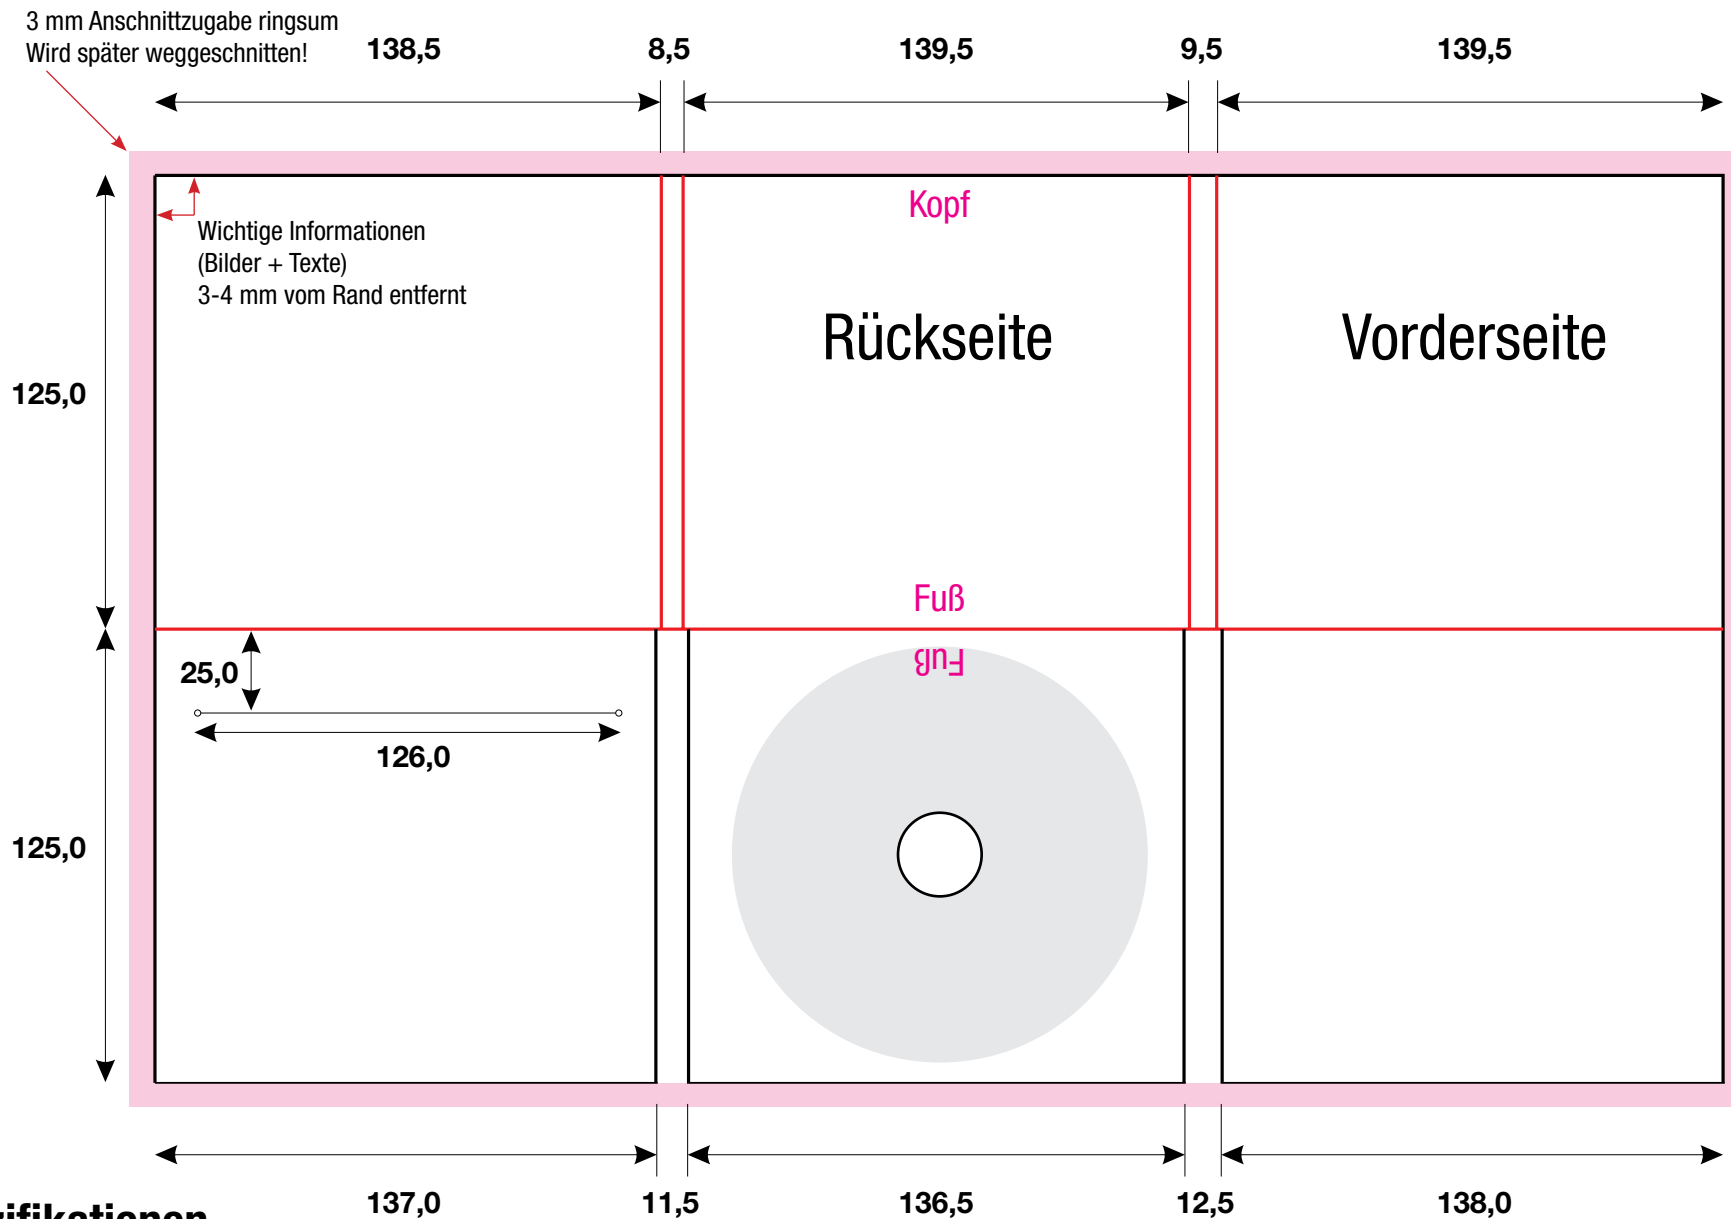 3 mm Anschnittzugabe ringsum
Wird später weggeschnitten!
138,5
8,5
139,5
9,5
139,5
Kopf
Wichtige Informationen
(Bilder + Texte)
3-4 mm vom Rand entfernt
Rückseite
Vorderseite
125,0
Fuß
Fuß
25,0
126,0
125,0
137,0
11,5
136,5
12,5
138,0